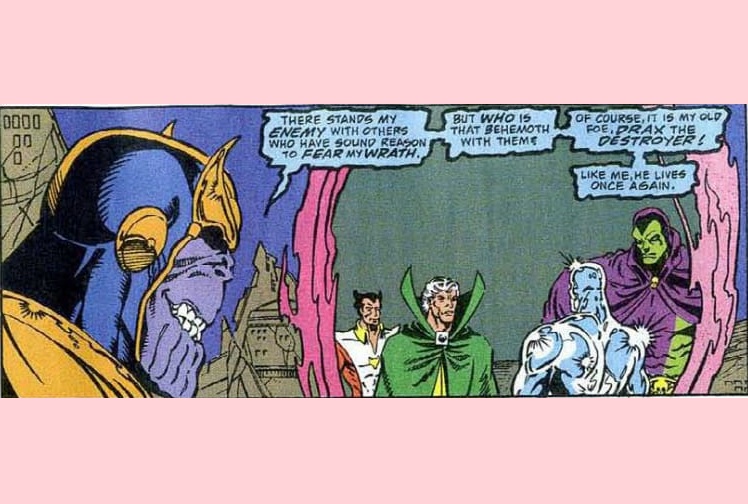 THERE STANDS MY
ENEMY WITH OTHERS
WHO HAVE SOUND REASON
TO FEAR MY WRATH.
BUT WHO IS
THAT BEHEMOTH
WITH THEM?
OF COURSE, IT IS MY OLD
FOE, DRAX THE
DESTROYER!
LIKE ME, HE LIVES
ONCE AGAIN.